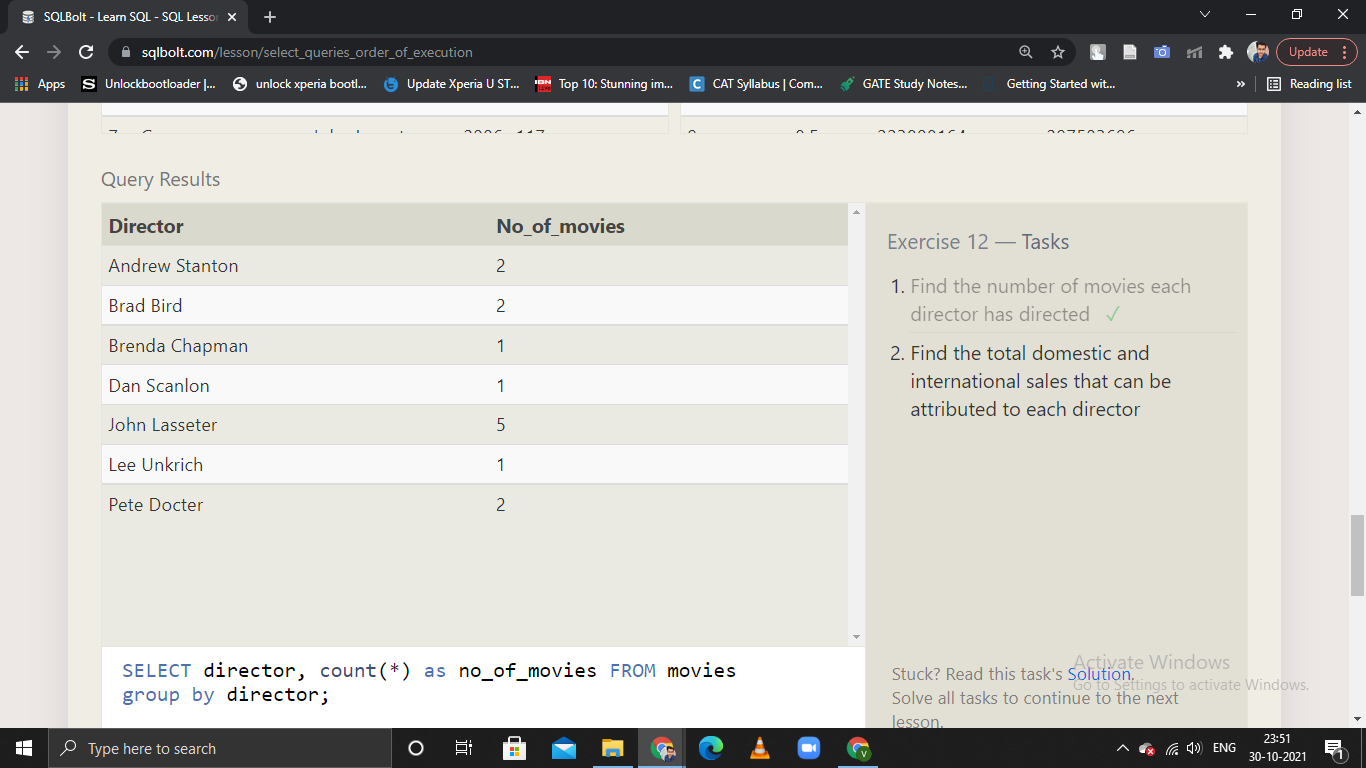 SQLBolt - Learn SQL - SQL Lesson
sqlbolt.com/lesson/select_queries_order_of_execution
Update
Apps
Unlockbootloader |...
unlock xperia bootl...
Update Xperia U ST...
Top 10: Stunning im...
CAT Syllabus | Com...
GATE Study Notes...
Getting Started wit...
»
Reading list
Query Results
Director No_of_movies
Andrew Stanton 2
Brad Bird 2
Brenda Chapman 1
Dan Scanlon 1
John Lasseter 5
Lee Unkrich 1
Pete Docter 2
Exercise 12 — Tasks
1. Find the number of movies each
director has directed ✓
2. Find the total domestic and
international sales that can be
attributed to each director
SELECT director, count(*) as no_of_movies FROM movies
group by director;
Stuck? Read this task's Solution.
Solve all tasks to continue to the next
lesson.
Activate Windows
Go to Settings to activate Windows.
Type here to search
ENG
23:51
30-10-2021
1